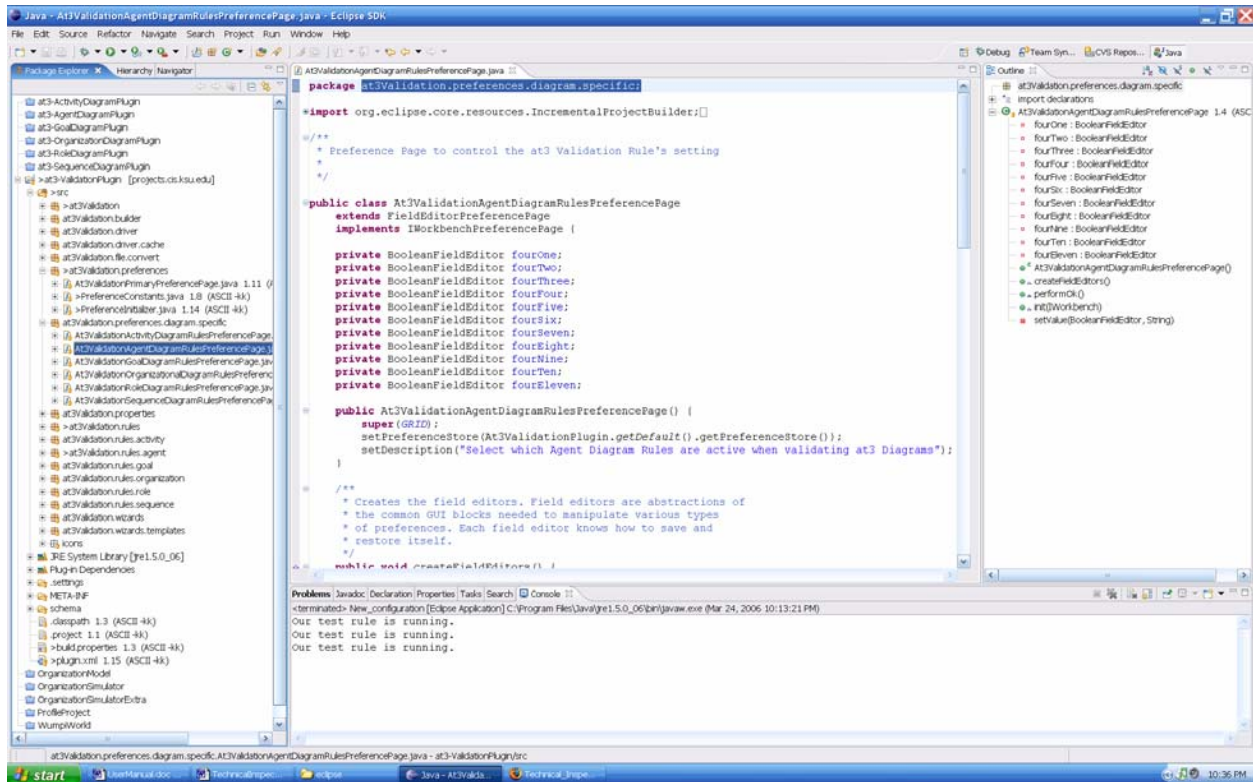 Java - At3ValidationAgentDiagramRulesPreferencePage.java - Eclipse SDK
File Edit Source Refactor Navigate Search Project Run Window Help
Debug Team Syn... CVS Repos... Java
Package Explorer Hierarchy Navigator
at3-ActivityDiagramPlugin
at3-AgentDiagramPlugin
at3-GoalDiagramPlugin
at3-OrganizationDiagramPlugin
at3-RoleDiagramPlugin
at3-SequenceDiagramPlugin
>at3-ValidationPlugin [projects.cis.ksu.edu]
>src
>at3Validation
at3Validation.builder
at3Validation.driver
at3Validation.driver.cache
at3Validation.file.convert
>at3Validation.preferences
At3ValidationPrimaryPreferencePage.java 1.11 (
>PreferenceConstants.java 1.8 (ASCII -kk)
>PreferenceInitializer.java 1.14 (ASCII -kk)
at3Validation.preferences.diagram.specific
At3ValidationActivityDiagramRulesPreferencePage.
At3ValidationAgentDiagramRulesPreferencePage.j
At3ValidationGoalDiagramRulesPreferencePage.jav
At3ValidationOrganizationalDiagramRulesPreferenc
At3ValidationRoleDiagramRulesPreferencePage.jav
At3ValidationSequenceDiagramRulesPreferencePa
at3Validation.properties
>at3Validation.rules
at3Validation.rules.activity
>at3Validation.rules.agent
at3Validation.rules.goal
at3Validation.rules.organization
at3Validation.rules.role
at3Validation.rules.sequence
at3Validation.wizards
at3Validation.wizards.templates
icons
JRE System Library [jre1.5.0_06]
Plug-in Dependencies
.settings
META-INF
schema
.classpath 1.3 (ASCII -kk)
.project 1.1 (ASCII -kk)
>build.properties 1.3 (ASCII -kk)
>plugin.xml 1.15 (ASCII -kk)
OrganizationModel
OrganizationSimulator
OrganizationSimulatorExtra
ProfileProject
WumpiWorld
At3ValidationAgentDiagramRulesPreferencePage.java
package at3Validation.preferences.diagram.specific;
import org.eclipse.core.resources.IncrementalProjectBuilder;
/**
* Preference Page to control the at3 Validation Rule's setting
*
*/
public class At3ValidationAgentDiagramRulesPreferencePage
extends FieldEditorPreferencePage
implements IWorkbenchPreferencePage {
private BooleanFieldEditor fourOne;
private BooleanFieldEditor fourTwo;
private BooleanFieldEditor fourThree;
private BooleanFieldEditor fourFour;
private BooleanFieldEditor fourFive;
private BooleanFieldEditor fourSix;
private BooleanFieldEditor fourSeven;
private BooleanFieldEditor fourEight;
private BooleanFieldEditor fourNine;
private BooleanFieldEditor fourTen;
private BooleanFieldEditor fourEleven;
public At3ValidationAgentDiagramRulesPreferencePage() {
super(GRID);
setPreferenceStore(At3ValidationPlugin.getDefault().getPreferenceStore());
setDescription("Select which Agent Diagram Rules are active when validating at3 Diagrams");
}
/**
* Creates the field editors. Field editors are abstractions of
* the common GUI blocks needed to manipulate various types
* of preferences. Each field editor knows how to save and
* restore itself.
*/
public void createFieldEditors() {
Outline
at3Validation.preferences.diagram.specific
import declarations
At3ValidationAgentDiagramRulesPreferencePage 1.4 (ASC
fourOne : BooleanFieldEditor
fourTwo : BooleanFieldEditor
fourThree : BooleanFieldEditor
fourFour : BooleanFieldEditor
fourFive : BooleanFieldEditor
fourSix : BooleanFieldEditor
fourSeven : BooleanFieldEditor
fourEight : BooleanFieldEditor
fourNine : BooleanFieldEditor
fourTen : BooleanFieldEditor
fourEleven : BooleanFieldEditor
At3ValidationAgentDiagramRulesPreferencePage()
createFieldEditors()
performOk()
init(IWorkbench)
setValue(BooleanFieldEditor, String)
Problems Javadoc Declaration Properties Tasks Search Console
<terminated> New_configuration [Eclipse Application] C:\Program Files\Java\jre1.5.0_06\bin\javaw.exe (Mar 24, 2006 10:13:21 PM)
Our test rule is running.
Our test rule is running.
Our test rule is running.
at3Validation.preferences.diagram.specific.At3ValidationAgentDiagramRulesPreferencePage.java - at3-ValidationPlugin/src
start UserManual.doc ... TechnicalInspec... eclipse Java - At3Valida... Technical_Inspe... 10:36 PM